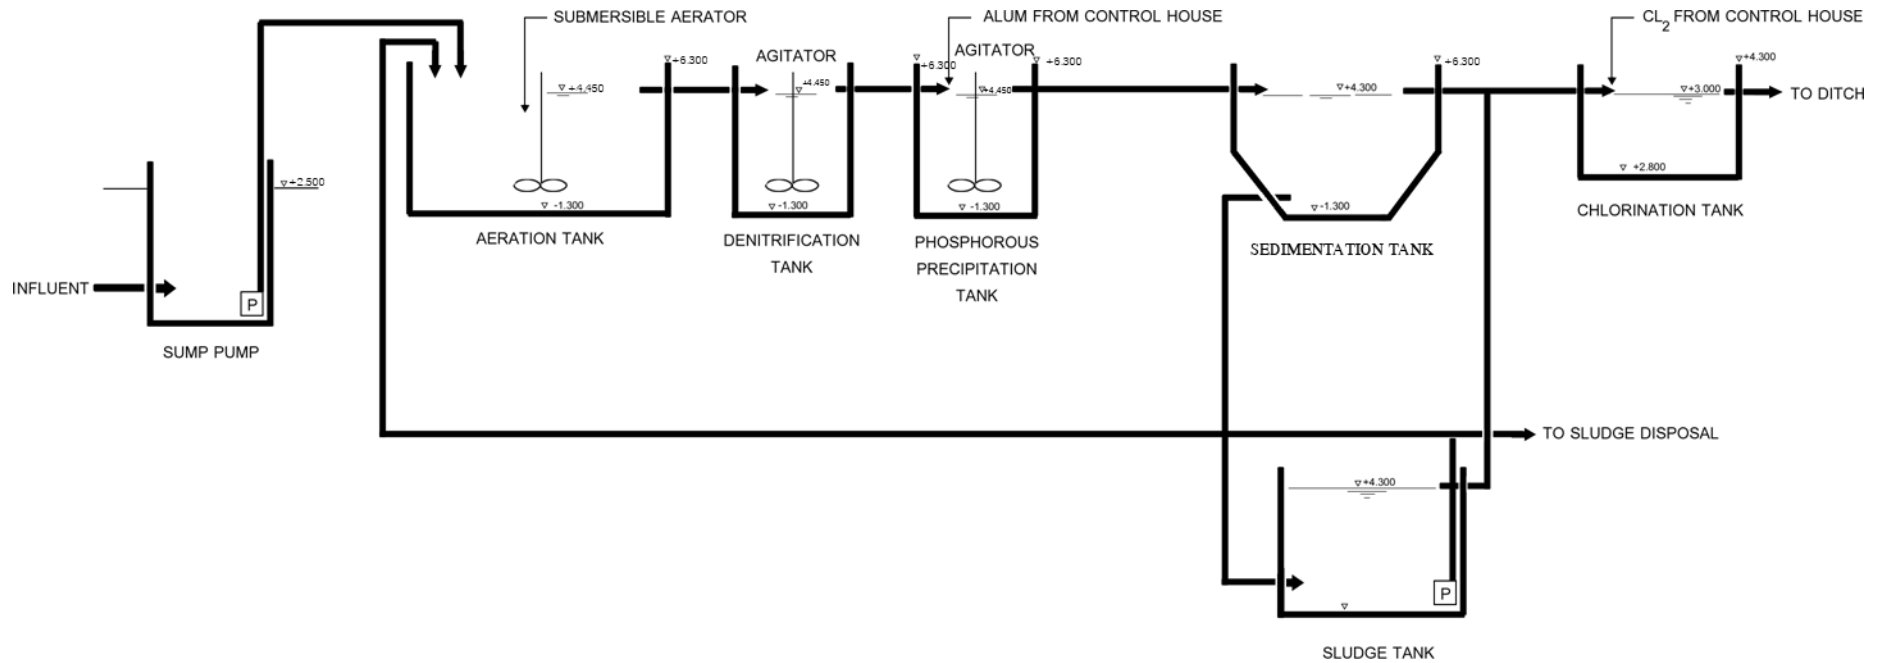 SUBMERSIBLE AERATOR
ALUM FROM CONTROL HOUSE
CL2 FROM CONTROL HOUSE
AGITATOR
AGITATOR
+6.300
+6.300
+6.300
+6.300
+4.300
+4.450
+4.450
+4.450
+4.300
+3.000
TO DITCH
+2.500
+2.800
-1.300
-1.300
-1.300
-1.300
AERATION TANK
DENITRIFICATION
TANK
PHOSPHOROUS
PRECIPITATION
TANK
SEDIMENTATION TANK
CHLORINATION TANK
INFLUENT
P
SUMP PUMP
TO SLUDGE DISPOSAL
+4.300
P
SLUDGE TANK